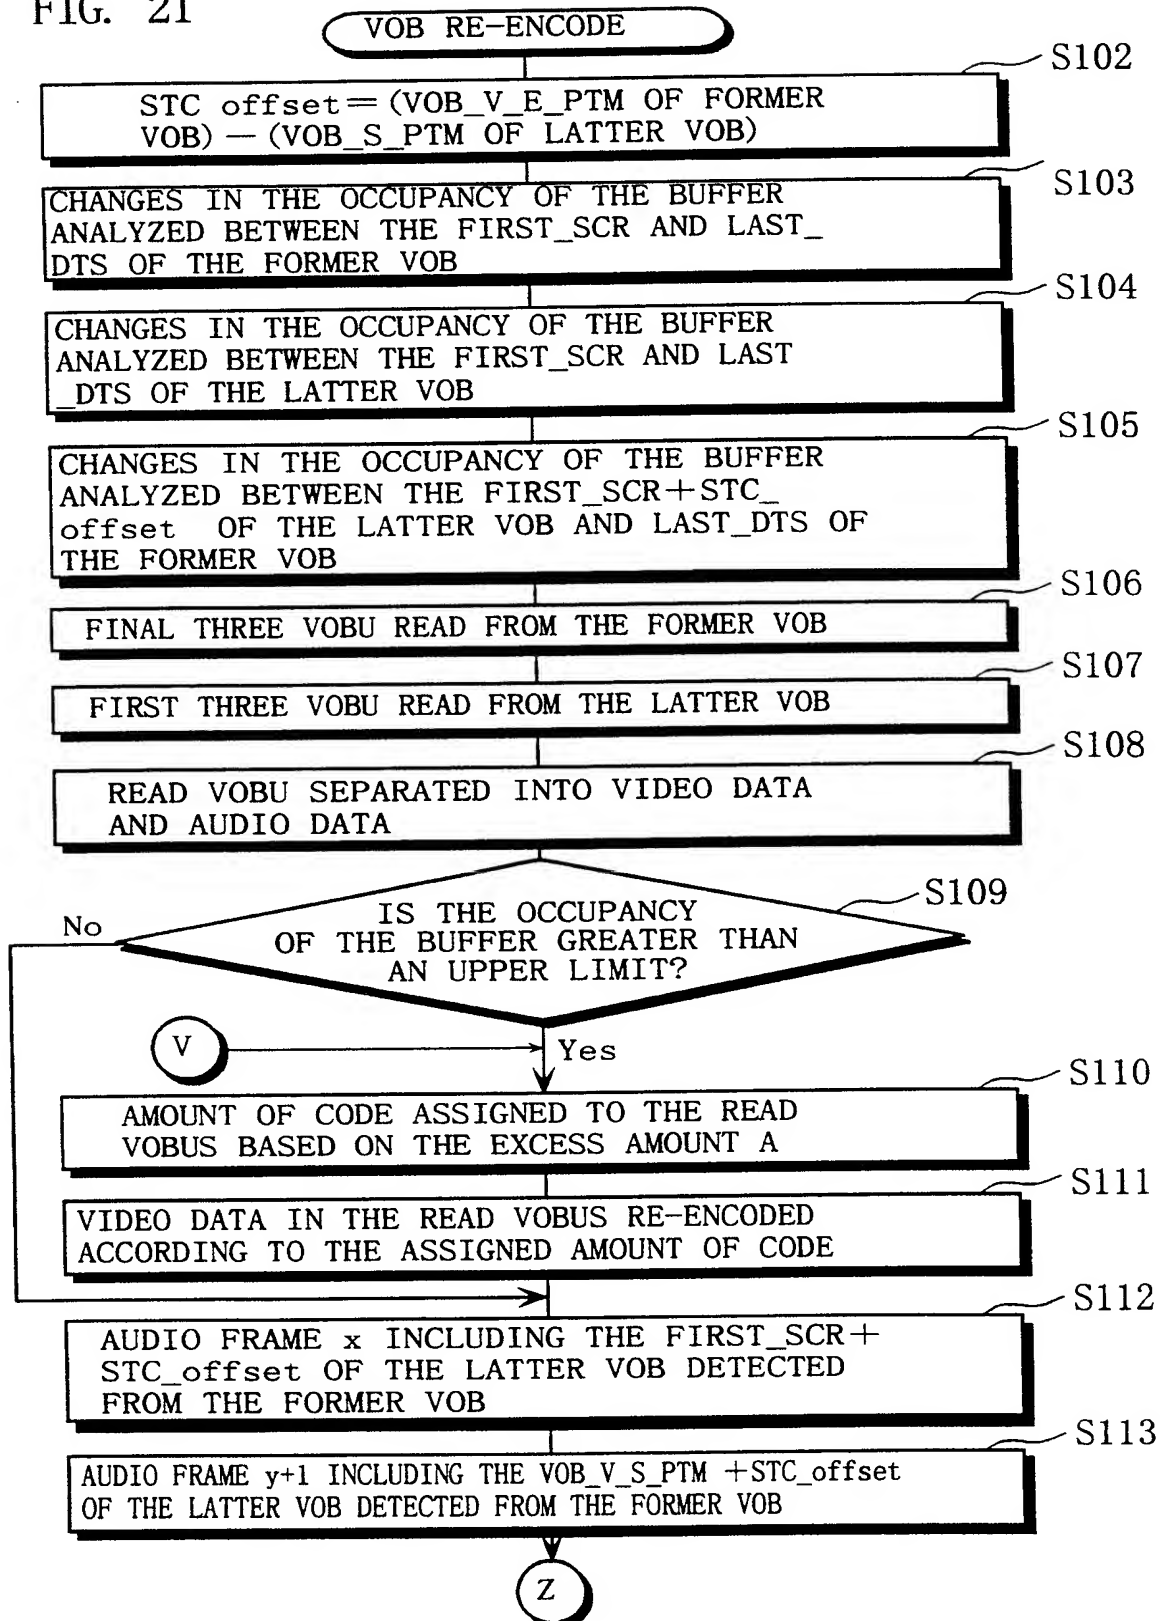 FIG. 21
VOB RE-ENCODE
S102
STC offset=(VOB_V_E_PTM OF FORMER
VOB)−(VOB_S_PTM OF LATTER VOB)
S103
CHANGES IN THE OCCUPANCY OF THE BUFFER
ANALYZED BETWEEN THE FIRST_SCR AND LAST_
DTS OF THE FORMER VOB
S104
CHANGES IN THE OCCUPANCY OF THE BUFFER
ANALYZED BETWEEN THE FIRST_SCR AND LAST
_DTS OF THE LATTER VOB
S105
CHANGES IN THE OCCUPANCY OF THE BUFFER
ANALYZED BETWEEN THE FIRST_SCR+STC_
offset OF THE LATTER VOB AND LAST_DTS OF
THE FORMER VOB
S106
FINAL THREE VOBU READ FROM THE FORMER VOB
S107
FIRST THREE VOBU READ FROM THE LATTER VOB
S108
READ VOBU SEPARATED INTO VIDEO DATA
AND AUDIO DATA
S109
No
IS THE OCCUPANCY
OF THE BUFFER GREATER THAN
AN UPPER LIMIT?
V
Yes
S110
AMOUNT OF CODE ASSIGNED TO THE READ
VOBUS BASED ON THE EXCESS AMOUNT A
S111
VIDEO DATA IN THE READ VOBUS RE-ENCODED
ACCORDING TO THE ASSIGNED AMOUNT OF CODE
S112
AUDIO FRAME x INCLUDING THE FIRST_SCR+
STC_offset OF THE LATTER VOB DETECTED
FROM THE FORMER VOB
S113
AUDIO FRAME y+1 INCLUDING THE VOB_V_S_PTM +STC_offset
OF THE LATTER VOB DETECTED FROM THE FORMER VOB
Z